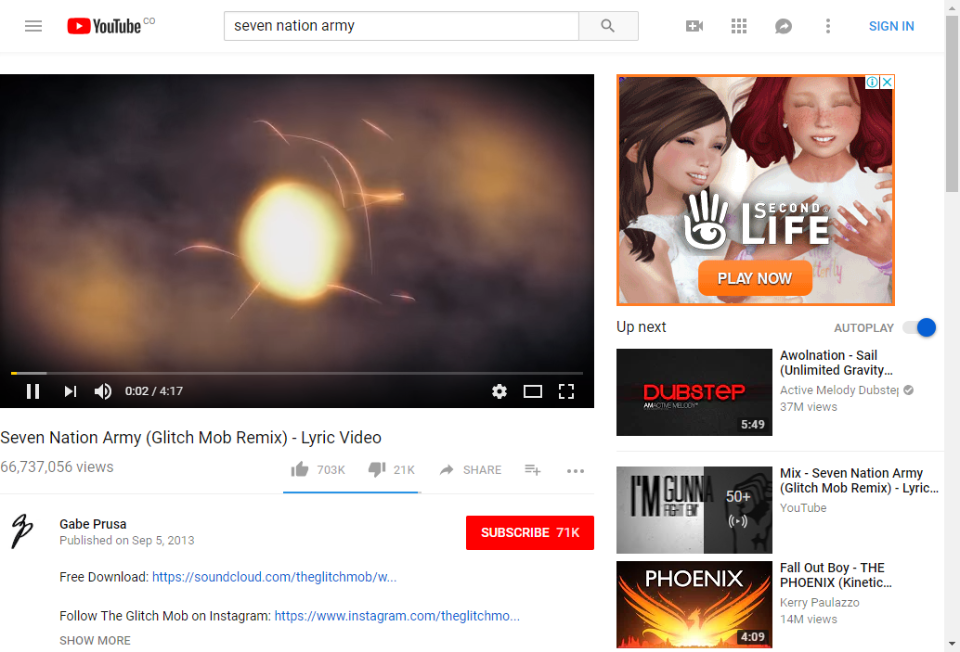 YouTube CO
seven nation army
SIGN IN
SECOND
LIFE
PLAY NOW
0:02 / 4:17
Up next
AUTOPLAY
DUBSTEP
5:49
Awolnation - Sail
(Unlimited Gravity...
Active Melody Dubstep
37M views
Seven Nation Army (Glitch Mob Remix) - Lyric Video
66,737,056 views
703K
21K
SHARE
I'M GUNNA
FIGHT EM
50+
Mix - Seven Nation Army
(Glitch Mob Remix) - Lyric...
YouTube
Gabe Prusa
Published on Sep 5, 2013
SUBSCRIBE 71K
Free Download: https://soundcloud.com/theglitchmob/w...
Follow The Glitch Mob on Instagram: https://www.instagram.com/theglitchmo...
SHOW MORE
PHOENIX
4:09
Fall Out Boy - THE
PHOENIX (Kinetic...
Kerry Paulazzo
14M views